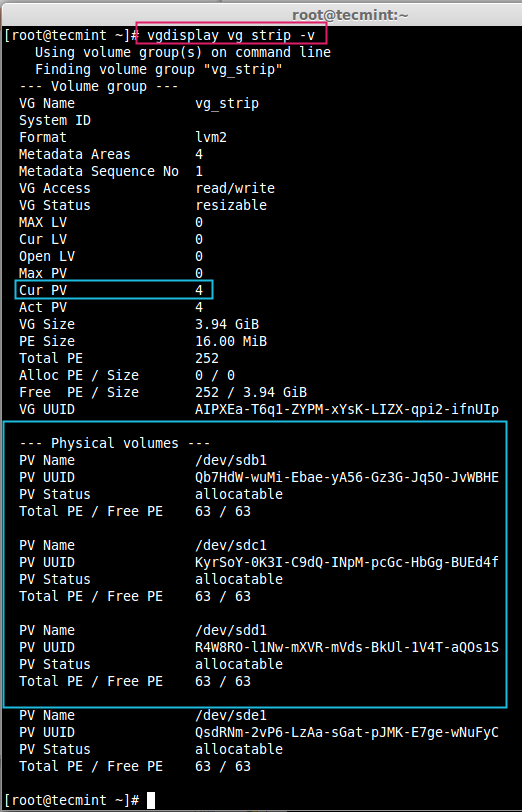 root@tecmint:~
[root@tecmint ~]# vgdisplay vg_strip -v
Using volume group(s) on command line
Finding volume group "vg_strip"
--- Volume group ---
VG Name vg_strip
System ID
Format lvm2
Metadata Areas 4
Metadata Sequence No 1
VG Access read/write
VG Status resizable
MAX LV 0
Cur LV 0
Open LV 0
Max PV 0
Cur PV 4
Act PV 4
VG Size 3.94 GiB
PE Size 16.00 MiB
Total PE 252
Alloc PE / Size 0 / 0
Free PE / Size 252 / 3.94 GiB
VG UUID AIPXEa-T6q1-ZYPM-xYsK-LIZX-qpi2-ifnUIp
--- Physical volumes ---
PV Name /dev/sdb1
PV UUID Qb7HdW-wuMi-Ebae-yA56-Gz3G-Jq5O-JvWBHE
PV Status allocatable
Total PE / Free PE 63 / 63
PV Name /dev/sdc1
PV UUID KyrSoY-0K3I-C9dQ-INpM-pcGc-HbGg-BUEd4f
PV Status allocatable
Total PE / Free PE 63 / 63
PV Name /dev/sdd1
PV UUID R4W8RO-l1Nw-mXVR-mVds-BkUl-1V4T-aQOs1S
PV Status allocatable
Total PE / Free PE 63 / 63
PV Name /dev/sde1
PV UUID QsdRNm-2vP6-LzAa-sGat-pJMK-E7ge-wNuFyC
PV Status allocatable
Total PE / Free PE 63 / 63
[root@tecmint ~]#